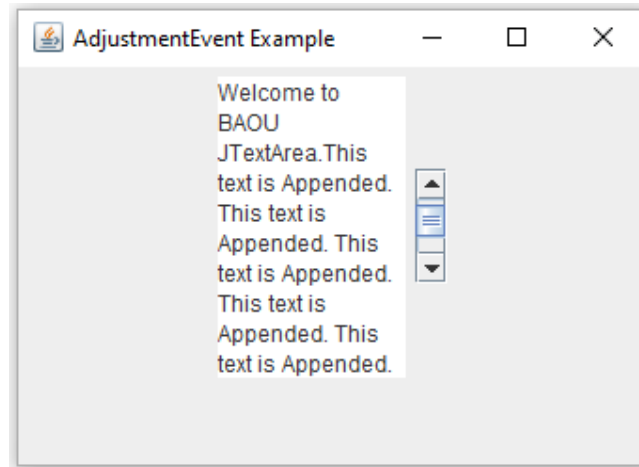 AdjustmentEvent Example
Welcome to
BAOU
JTextArea.This
text is Appended.
This text is
Appended. This
text is Appended.
This text is
Appended. This
text is Appended.